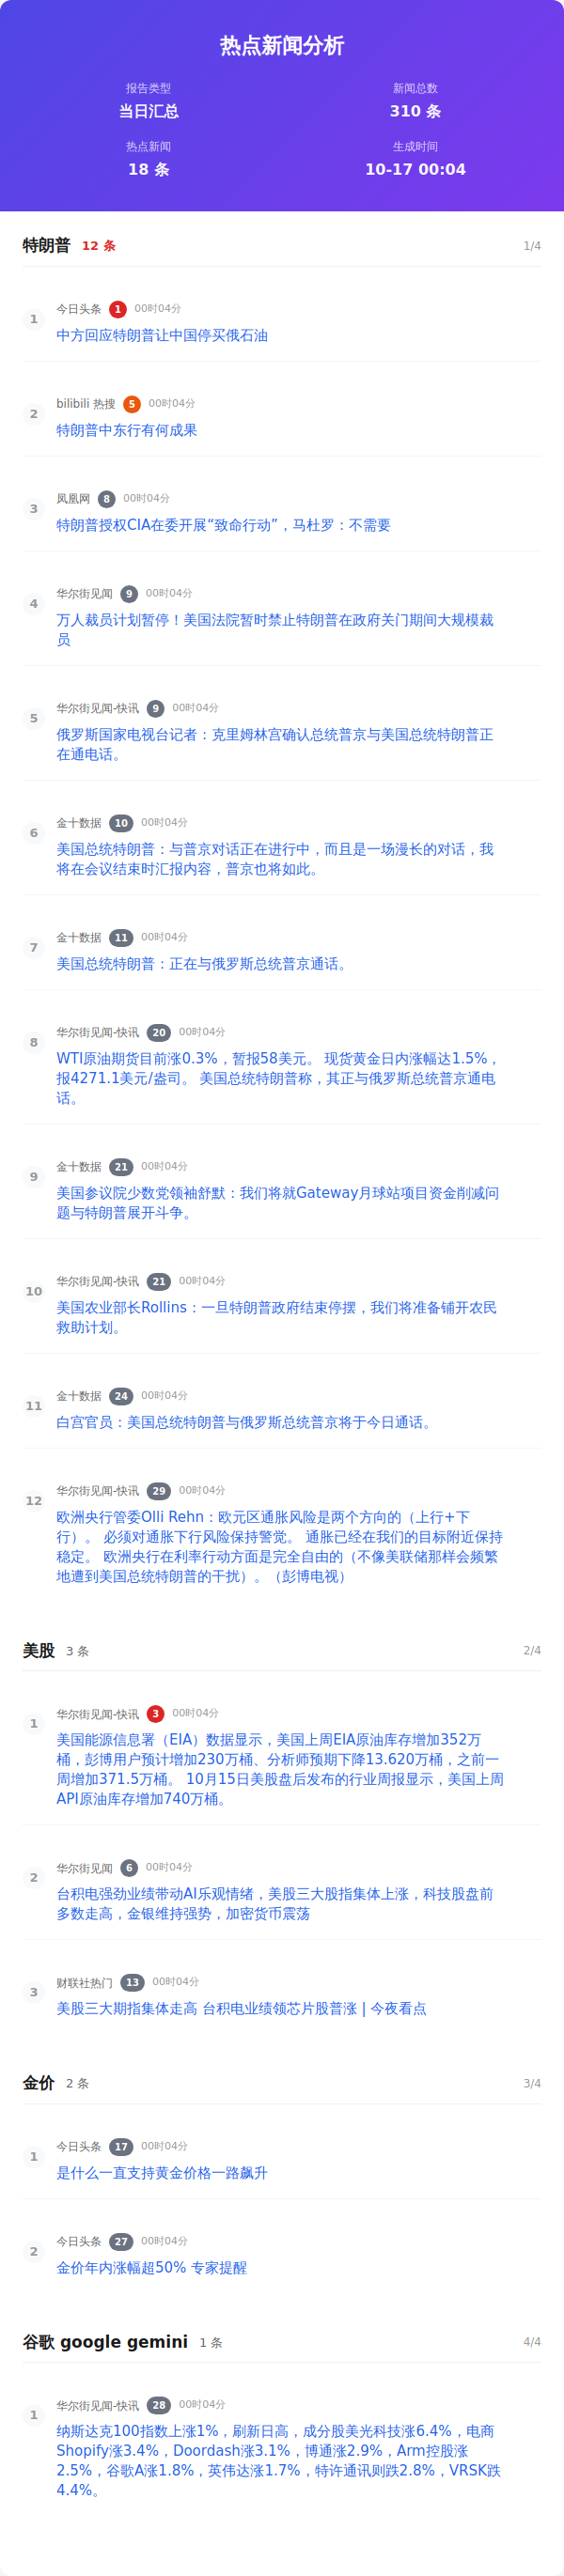 热点新闻分析
报告类型
新闻总数
当日汇总
310 条
热点新闻
生成时间
18 条
10-17 00:04
特朗普 12 条 1/4
1
今日头条 1 00时04分
中方回应特朗普让中国停买俄石油
2
bilibili 热搜 5 00时04分
特朗普中东行有何成果
3
凤凰网 8 00时04分
特朗普授权CIA在委开展“致命行动”，马杜罗：不需要
4
华尔街见闻 9 00时04分
万人裁员计划暂停！美国法院暂时禁止特朗普在政府关门期间大规模裁
员
5
华尔街见闻-快讯 9 00时04分
俄罗斯国家电视台记者：克里姆林宫确认总统普京与美国总统特朗普正
在通电话。
6
金十数据 10 00时04分
美国总统特朗普：与普京对话正在进行中，而且是一场漫长的对话，我
将在会议结束时汇报内容，普京也将如此。
7
金十数据 11 00时04分
美国总统特朗普：正在与俄罗斯总统普京通话。
8
华尔街见闻-快讯 20 00时04分
WTI原油期货目前涨0.3%，暂报58美元。 现货黄金日内涨幅达1.5%，
报4271.1美元/盎司。 美国总统特朗普称，其正与俄罗斯总统普京通电
话。
9
金十数据 21 00时04分
美国参议院少数党领袖舒默：我们将就Gateway月球站项目资金削减问
题与特朗普展开斗争。
10
华尔街见闻-快讯 21 00时04分
美国农业部长Rollins：一旦特朗普政府结束停摆，我们将准备铺开农民
救助计划。
11
金十数据 24 00时04分
白宫官员：美国总统特朗普与俄罗斯总统普京将于今日通话。
12
华尔街见闻-快讯 29 00时04分
欧洲央行管委Olli Rehn：欧元区通胀风险是两个方向的（上行+下
行）。 必须对通胀下行风险保持警觉。 通胀已经在我们的目标附近保持
稳定。 欧洲央行在利率行动方面是完全自由的（不像美联储那样会频繁
地遭到美国总统特朗普的干扰）。（彭博电视）
美股 3 条 2/4
1
华尔街见闻-快讯 3 00时04分
美国能源信息署（EIA）数据显示，美国上周EIA原油库存增加352万
桶，彭博用户预计增加230万桶、分析师预期下降13.620万桶，之前一
周增加371.5万桶。 10月15日美股盘后发布的行业周报显示，美国上周
API原油库存增加740万桶。
2
华尔街见闻 6 00时04分
台积电强劲业绩带动AI乐观情绪，美股三大股指集体上涨，科技股盘前
多数走高，金银维持强势，加密货币震荡
3
财联社热门 13 00时04分
美股三大期指集体走高 台积电业绩领芯片股普涨 | 今夜看点
金价 2 条 3/4
1
今日头条 17 00时04分
是什么一直支持黄金价格一路飙升
2
今日头条 27 00时04分
金价年内涨幅超50% 专家提醒
谷歌 google gemini 1 条 4/4
1
华尔街见闻-快讯 28 00时04分
纳斯达克100指数上涨1%，刷新日高，成分股美光科技涨6.4%，电商
Shopify涨3.4%，Doordash涨3.1%，博通涨2.9%，Arm控股涨
2.5%，谷歌A涨1.8%，英伟达涨1.7%，特许通讯则跌2.8%，VRSK跌
4.4%。